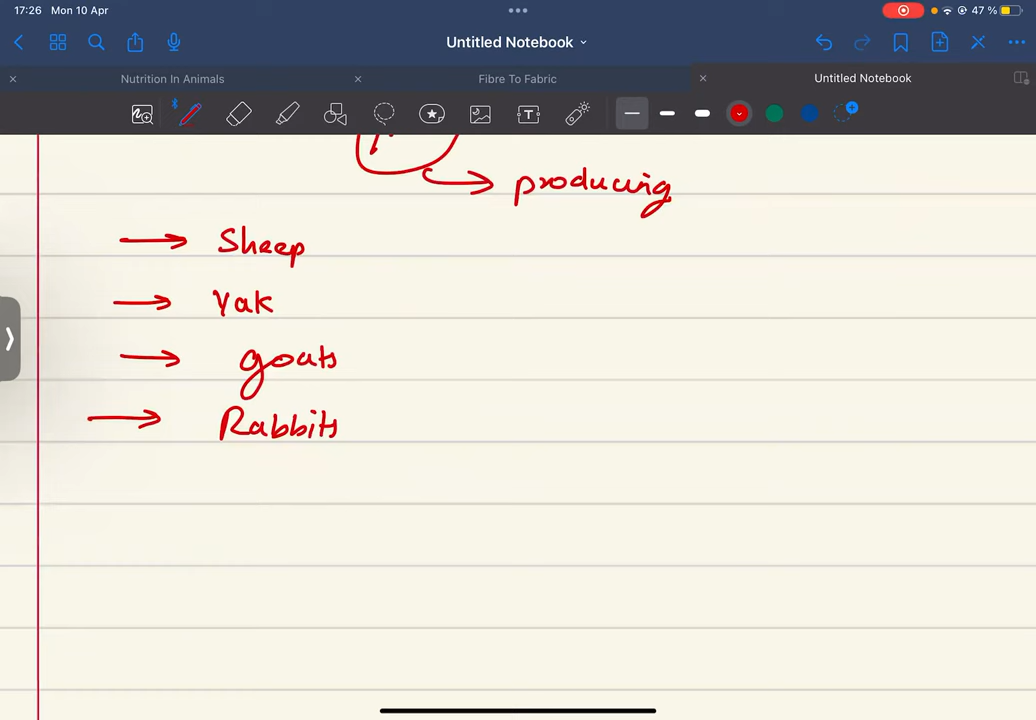 17:26 Mon 10 Apr
47 %
Untitled Notebook
Nutrition In Animals
Fibre To Fabric
Untitled Notebook
T
producing
Sheep
Yak
goats
Rabbits